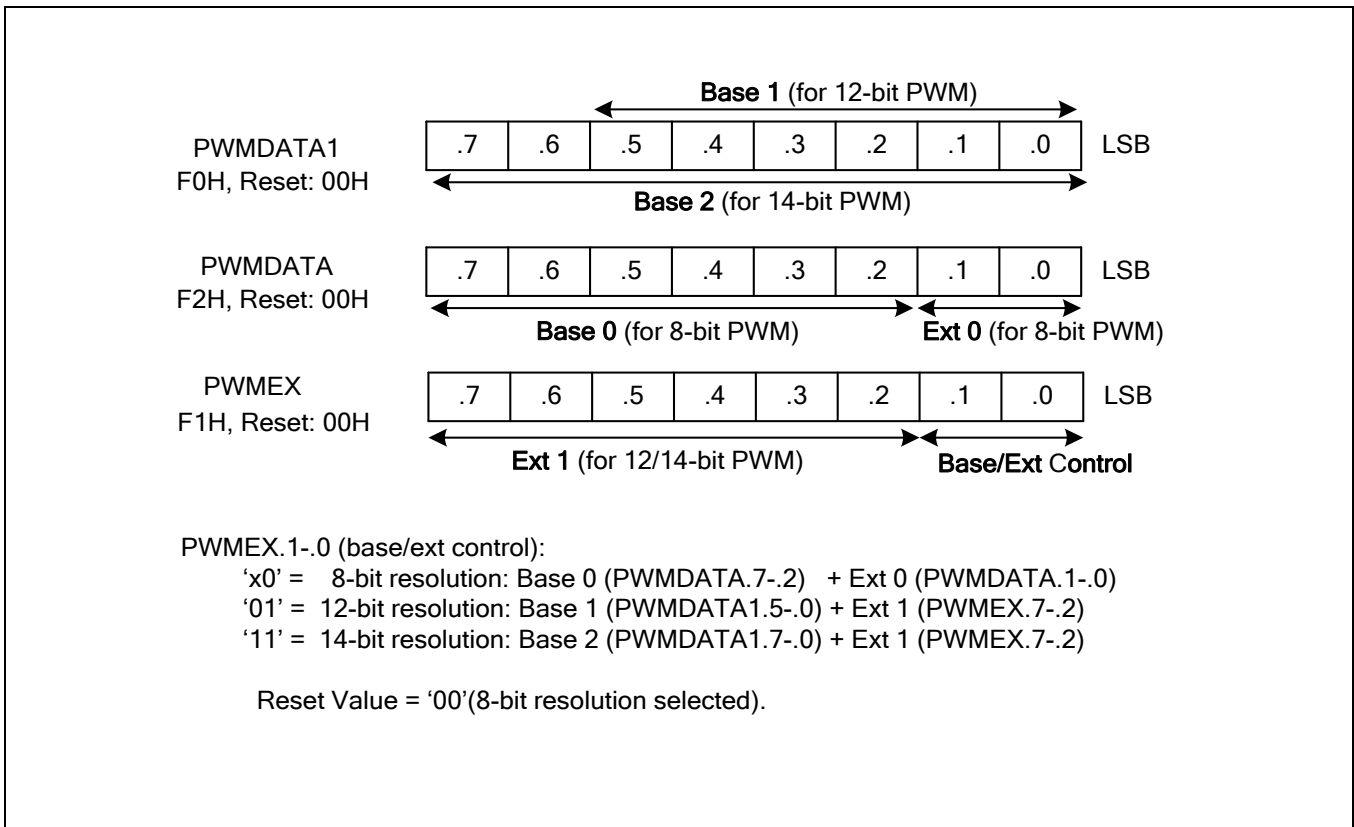 Base 1 (for 12-bit PWM)
PWMDATA1
F0H, Reset: 00H
.7 .6 .5 .4 .3 .2 .1 .0 LSB
Base 2 (for 14-bit PWM)
PWMDATA
F2H, Reset: 00H
.7 .6 .5 .4 .3 .2 .1 .0 LSB
Base 0 (for 8-bit PWM) Ext 0 (for 8-bit PWM)
PWMEX
F1H, Reset: 00H
.7 .6 .5 .4 .3 .2 .1 .0 LSB
Ext 1 (for 12/14-bit PWM) Base/Ext Control
PWMEX.1-.0 (base/ext control):
‘x0’ = 8-bit resolution: Base 0 (PWMDATA.7-.2) + Ext 0 (PWMDATA.1-.0)
‘01’ = 12-bit resolution: Base 1 (PWMDATA1.5-.0) + Ext 1 (PWMEX.7-.2)
‘11’ = 14-bit resolution: Base 2 (PWMDATA1.7-.0) + Ext 1 (PWMEX.7-.2)
Reset Value = ‘00’(8-bit resolution selected).